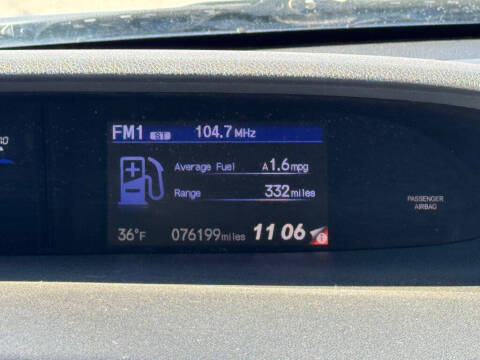 FM1 ST 104.7 MHz
Average Fuel A 1.6 mpg
Range 332 miles
36°F 076199 miles 11 06
PASSENGER
AIRBAG